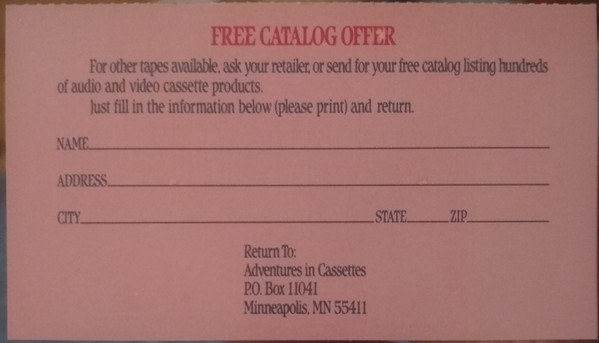 FREE CATALOG OFFER
For other tapes available, ask your retailer, or send for your free catalog listing hundreds
of audio and video cassette products.
Just fill in the information below (please print) and return.
NAME
ADDRESS
CITY STATE ZIP
Return To:
Adventures in Cassettes
P.O. Box 11041
Minneapolis, MN 55411